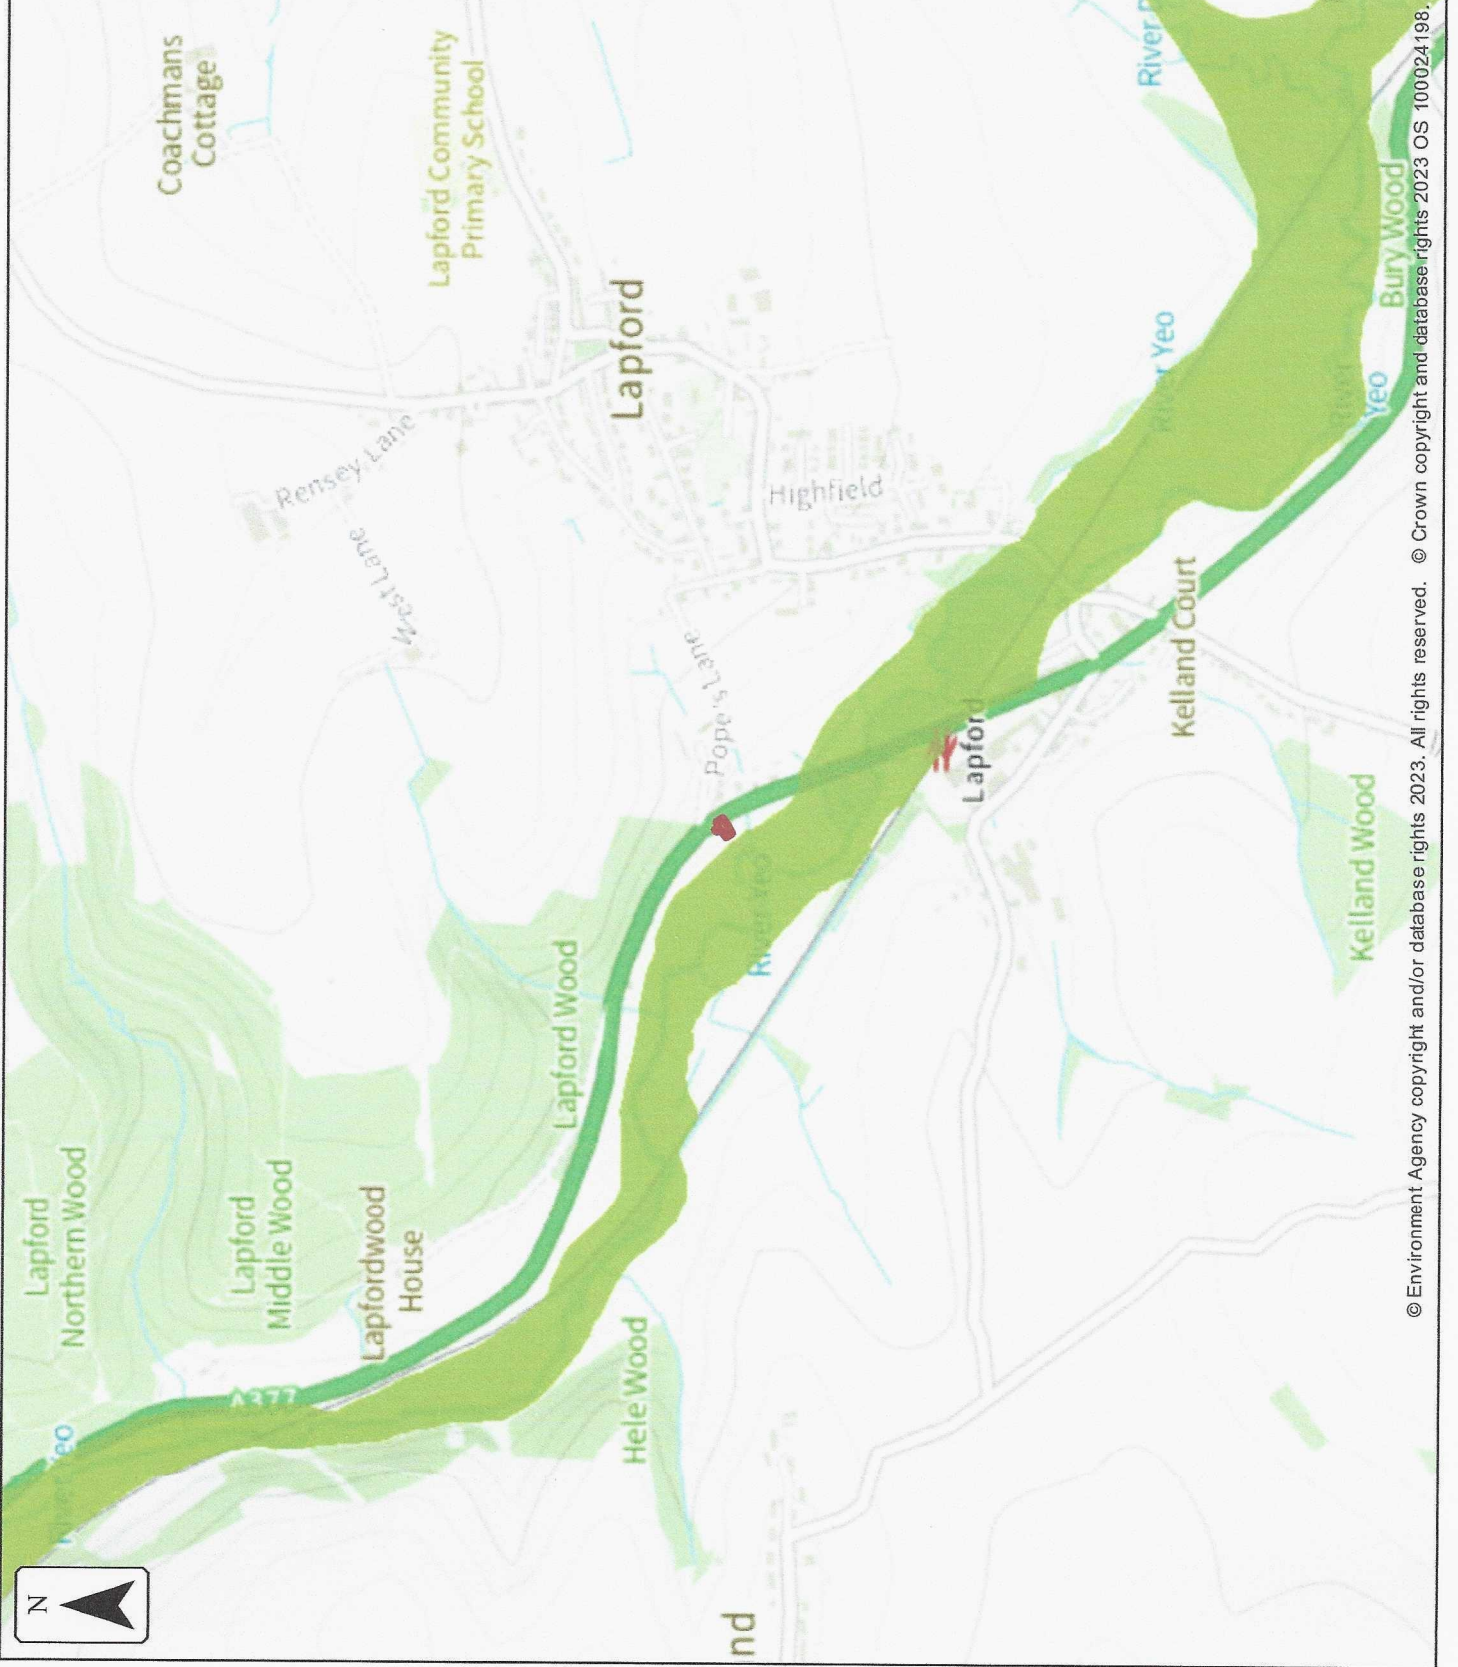 N
River Yeo
Lapford
Northern Wood
Lapford
Middle Wood
A377
Lapfordwood
House
Hele Wood
nd
Lapford Wood
River Yeo
Pope's Lane
West Lane
Rensey Lane
Coachmans
Cottage
Lapford Community
Primary School
Lapford
Highfield
Lapford
Kelland Court
Kelland Wood
River Yeo
River
Yeo
Bury Wood
River
© Environment Agency copyright and/or database rights 2023. All rights reserved. © Crown copyright and database rights 2023 OS 100024198.